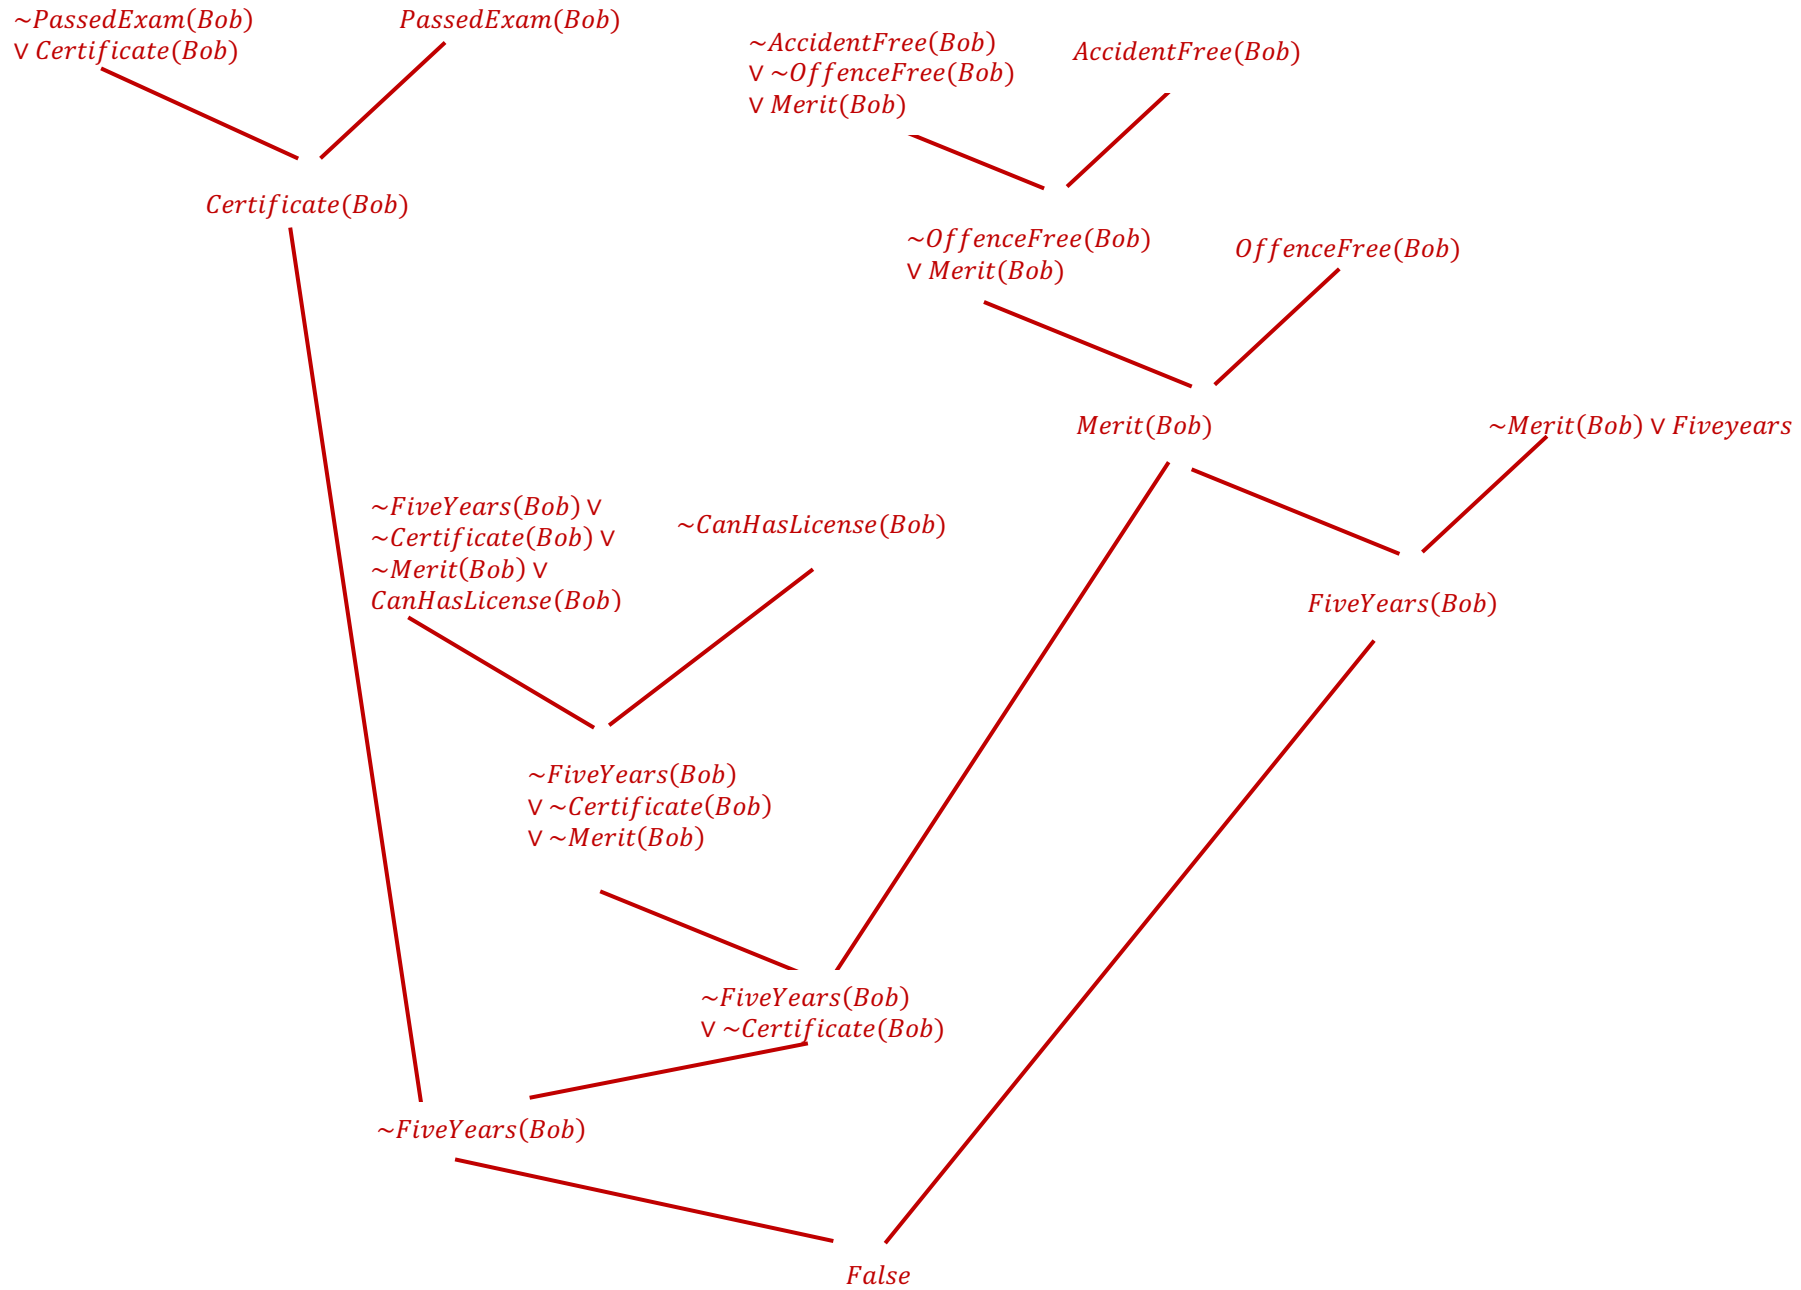 ~PassedExam(Bob)
∨ Certificate(Bob)
PassedExam(Bob)
~AccidentFree(Bob)
∨ ~OffenceFree(Bob)
∨ Merit(Bob)
AccidentFree(Bob)
Certificate(Bob)
~OffenceFree(Bob)
∨ Merit(Bob)
OffenceFree(Bob)
Merit(Bob)
~Merit(Bob) ∨ Fiveyears
~FiveYears(Bob) ∨
~Certificate(Bob) ∨
~Merit(Bob) ∨
CanHasLicense(Bob)
~CanHasLicense(Bob)
FiveYears(Bob)
~FiveYears(Bob)
∨ ~Certificate(Bob)
∨ ~Merit(Bob)
~FiveYears(Bob)
∨ ~Certificate(Bob)
~FiveYears(Bob)
False